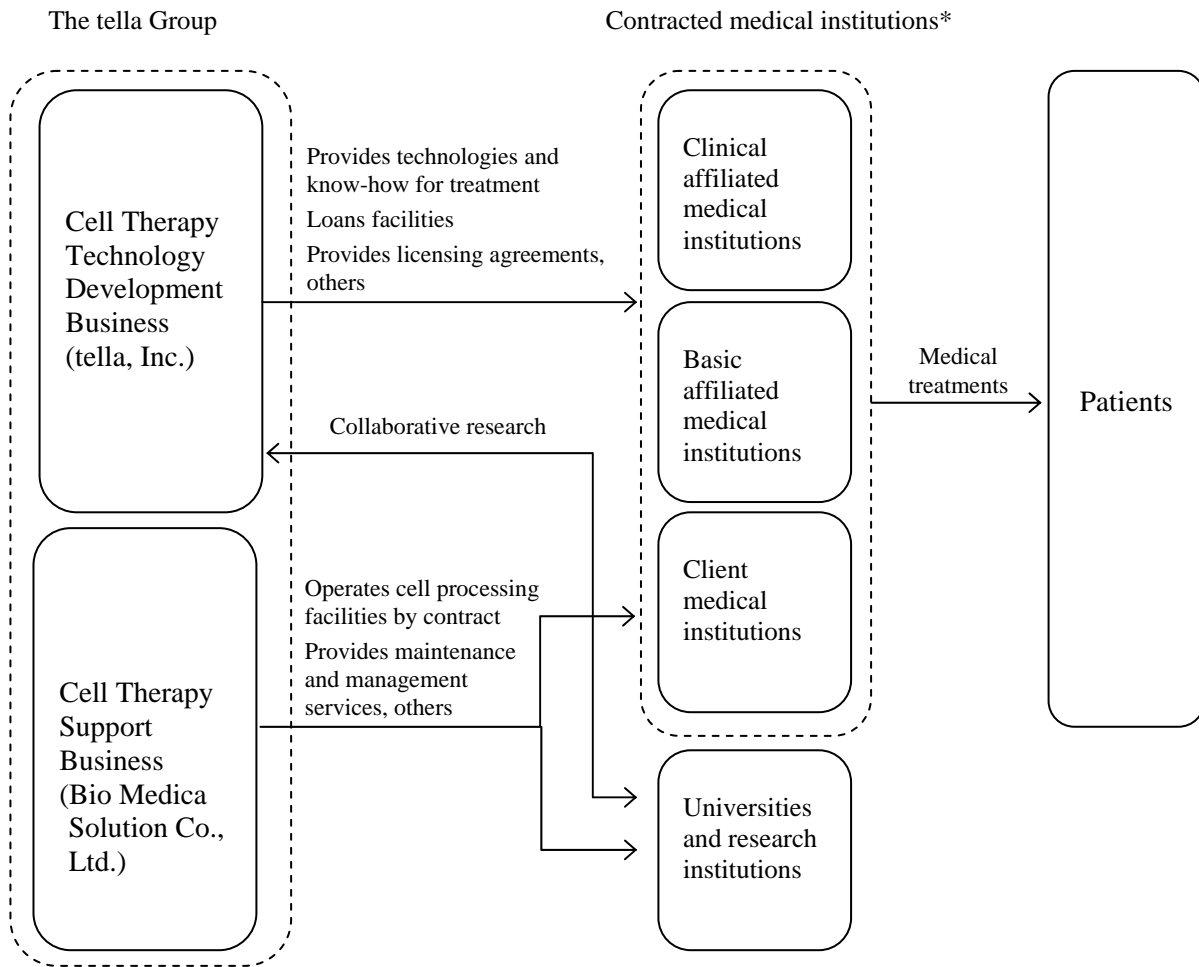 The tella Group
Contracted medical institutions*
Cell Therapy
Technology
Development
Business
(tella, Inc.)
Provides technologies and
know-how for treatment
Loans facilities
Provides licensing agreements,
others
Clinical
affiliated
medical
institutions
Basic
affiliated
medical
institutions
Medical
treatments
Patients
Collaborative research
Cell Therapy
Support
Business
(Bio Medica
Solution Co.,
Ltd.)
Operates cell processing
facilities by contract
Provides maintenance
and management
services, others
Client
medical
institutions
Universities
and research
institutions